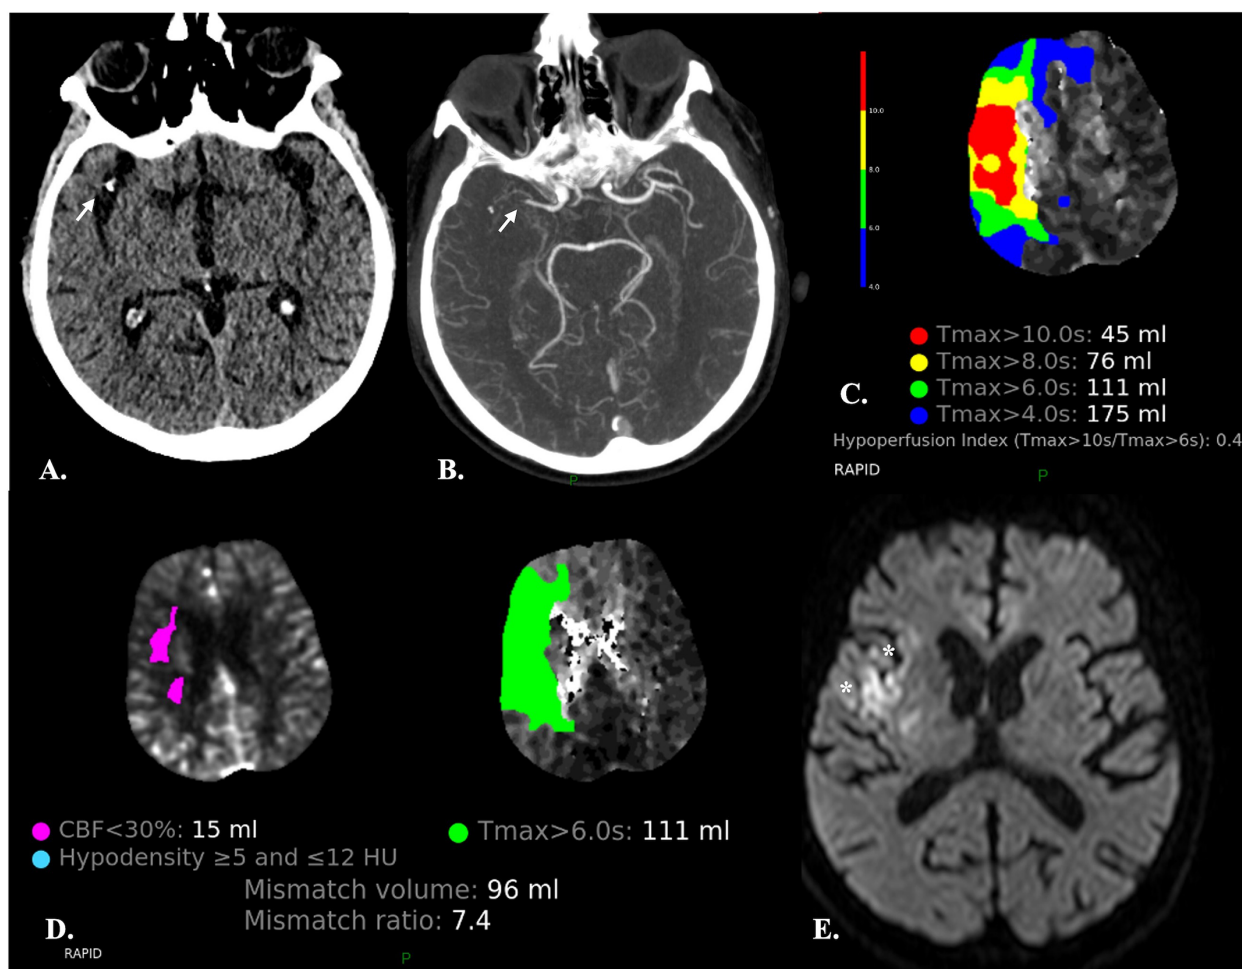 A.
B.
P
10.0
8.0
6.0
4.0
Tmax>10.0s: 45 ml
Tmax>8.0s: 76 ml
Tmax>6.0s: 111 ml
Tmax>4.0s: 175 ml
C.
Hypoperfusion Index (Tmax>10s/Tmax>6s): 0.4
RAPID
P
CBF<30%: 15 ml
Hypodensity ≥5 and ≤12 HU
Tmax>6.0s: 111 ml
Mismatch volume: 96 ml
Mismatch ratio: 7.4
D.
RAPID
P
*
*
E.